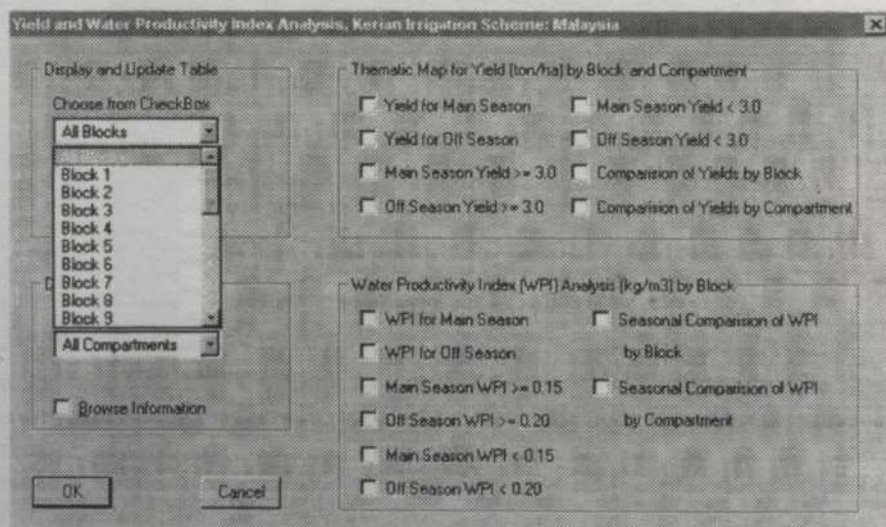 Yield and Water Productivity Index Analysis, Kerian Irrigation Scheme: Malaysia
Display and Update Table
Choose from CheckBox
All Blocks
Block 1
Block 2
Block 3
Block 4
Block 5
Block 6
Block 7
Block 8
Block 9
All Compartments
Browse Information
OK
Cancel
Thematic Map for Yield (ton/ha) by Block and Compartment
Yield for Main Season
Main Season Yield < 3.0
Yield for Off Season
Off Season Yield < 3.0
Main Season Yield >= 3.0
Comparision of Yields by Block
Off Season Yield >= 3.0
Comparision of Yields by Compartment
Water Productivity Index (WPI) Analysis (kg/m3) by Block
WPI for Main Season
Seasonal Comparision of WPI
by Block
WPI for Off Season
Main Season WPI >= 0.15
Seasonal Comparision of WPI
by Compartment
Off Season WPI >= 0.20
Main Season WPI < 0.15
Off Season WPI < 0.20